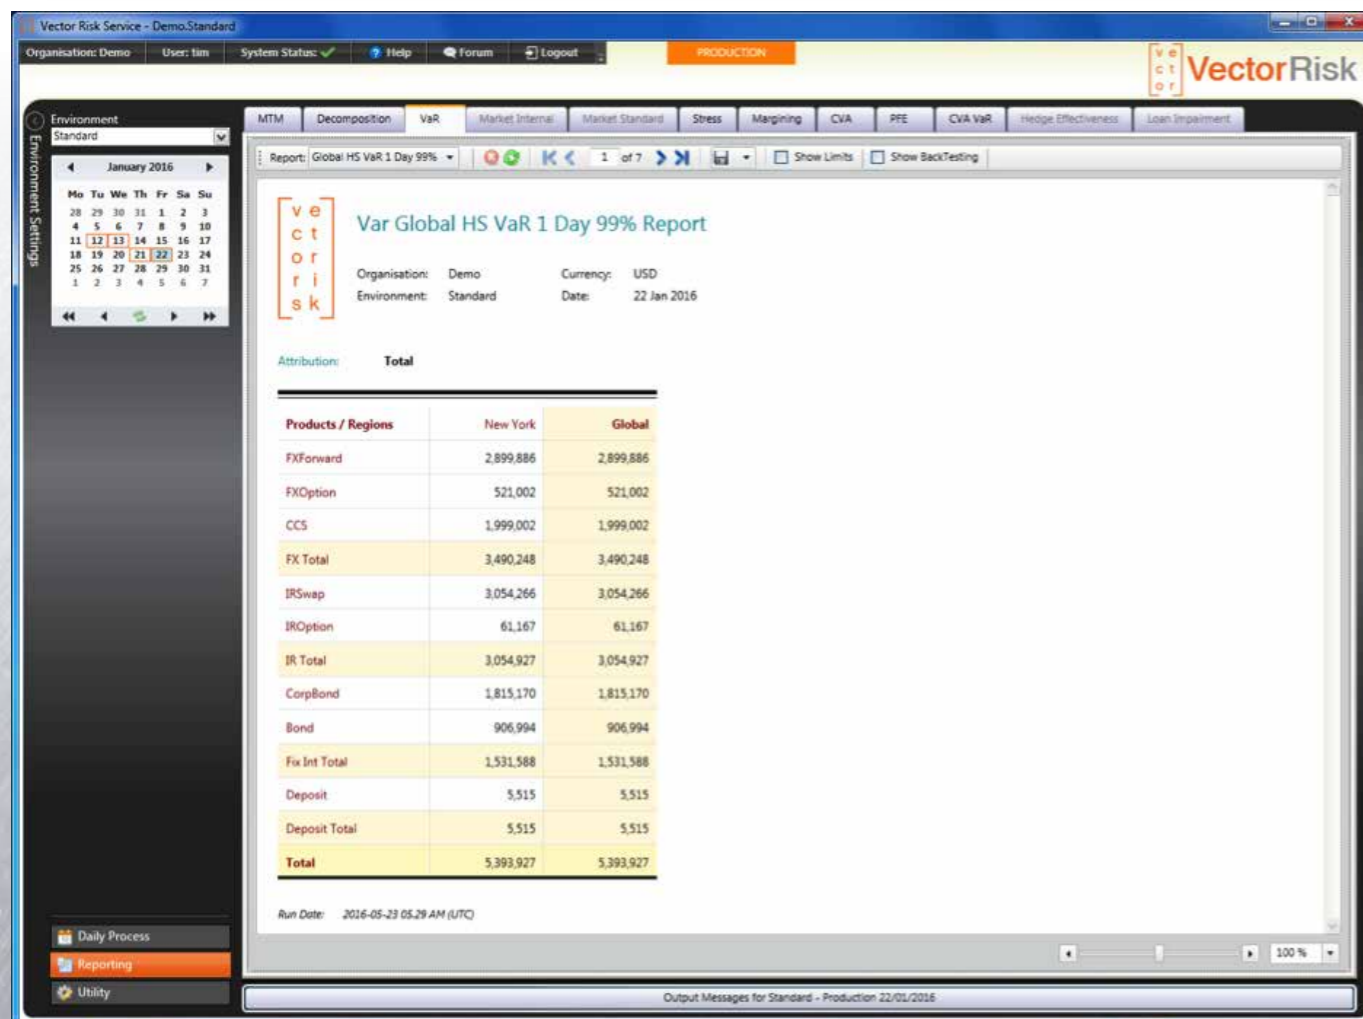 Vector Risk Service - Demo.Standard
Organisation: Demo User: tim System Status: Help Forum Logout PRODUCTION
vector VectorRisk
Environment Settings
Environment
Standard
January 2016
Mo Tu We Th Fr Sa Su
28 29 30 31 1 2 3
4 5 6 7 8 9 10
11 12 13 14 15 16 17
18 19 20 21 22 23 24
25 26 27 28 29 30 31
1 2 3 4 5 6 7
MTM Decomposition VaR Market Internal Market Standard Stress Margining CVA PFE CVA VaR Hedge Effectiveness Loan Impairment
Report: Global HS VaR 1 Day 99% 1 of 7 Show Limits Show BackTesting
vector risk
Var Global HS VaR 1 Day 99% Report
Organisation: Demo Currency: USD
Environment: Standard Date: 22 Jan 2016
Attribution: Total
Products / Regions New York Global
FXForward 2,899,886 2,899,886
FXOption 521,002 521,002
CCS 1,999,002 1,999,002
FX Total 3,490,248 3,490,248
IRSwap 3,054,266 3,054,266
IROption 61,167 61,167
IR Total 3,054,927 3,054,927
CorpBond 1,815,170 1,815,170
Bond 906,994 906,994
Fix Int Total 1,531,588 1,531,588
Deposit 5,515 5,515
Deposit Total 5,515 5,515
Total 5,393,927 5,393,927
Run Date: 2016-05-23 05.29 AM (UTC)
Daily Process
Reporting
Utility
100 %
Output Messages for Standard - Production 22/01/2016